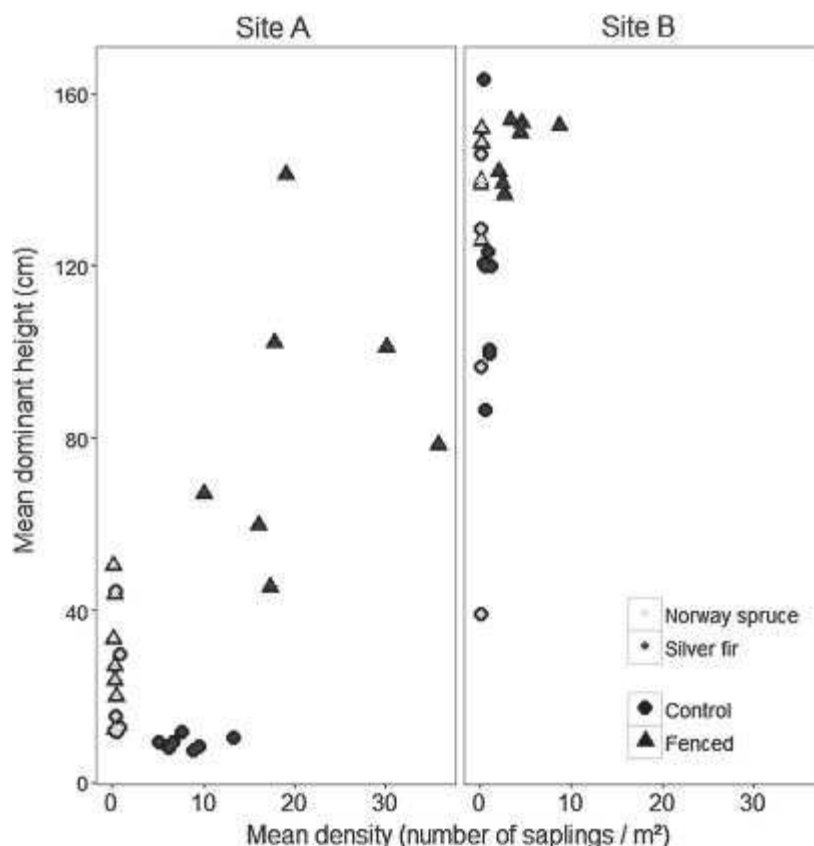 Site A
Site B
Mean dominant height (cm)
160
120
80
40
0
Norway spruce
Silver fir
Control
Fenced
0 10 20 30
0 10 20 30
Mean density (number of saplings / m²)